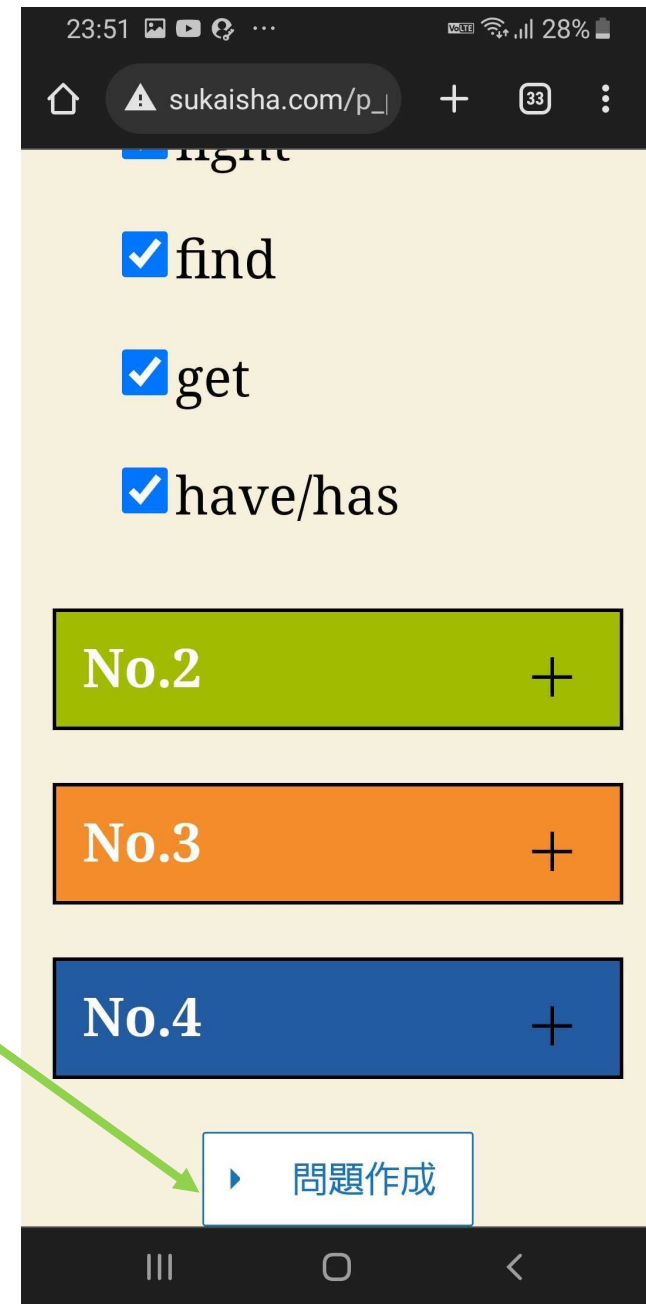 23:51 ... VoLTE 28%
sukaisha.com/p_ 33
find
get
have/has
No.2 +
No.3 +
No.4 +
問題作成